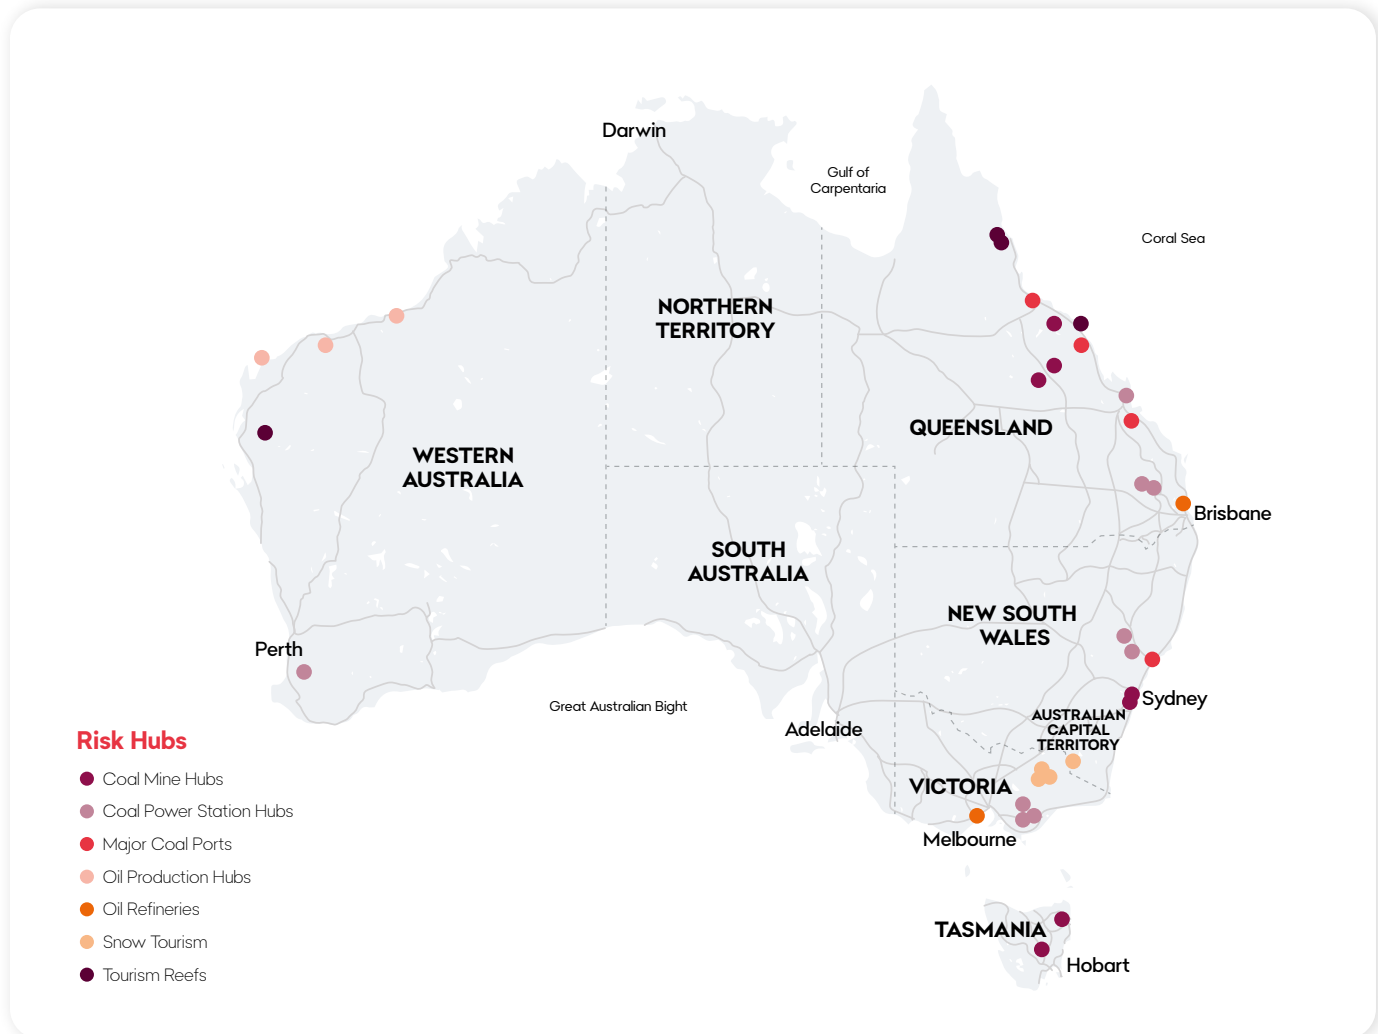 Darwin
Gulf of
Carpentaria
Coral Sea
NORTHERN
TERRITORY
QUEENSLAND
WESTERN
AUSTRALIA
Brisbane
SOUTH
AUSTRALIA
NEW SOUTH
WALES
Perth
Great Australian Bight
Sydney
AUSTRALIAN
CAPITAL
TERRITORY
Adelaide
VICTORIA
Melbourne
TASMANIA
Hobart
Risk Hubs
Coal Mine Hubs
Coal Power Station Hubs
Major Coal Ports
Oil Production Hubs
Oil Refineries
Snow Tourism
Tourism Reefs